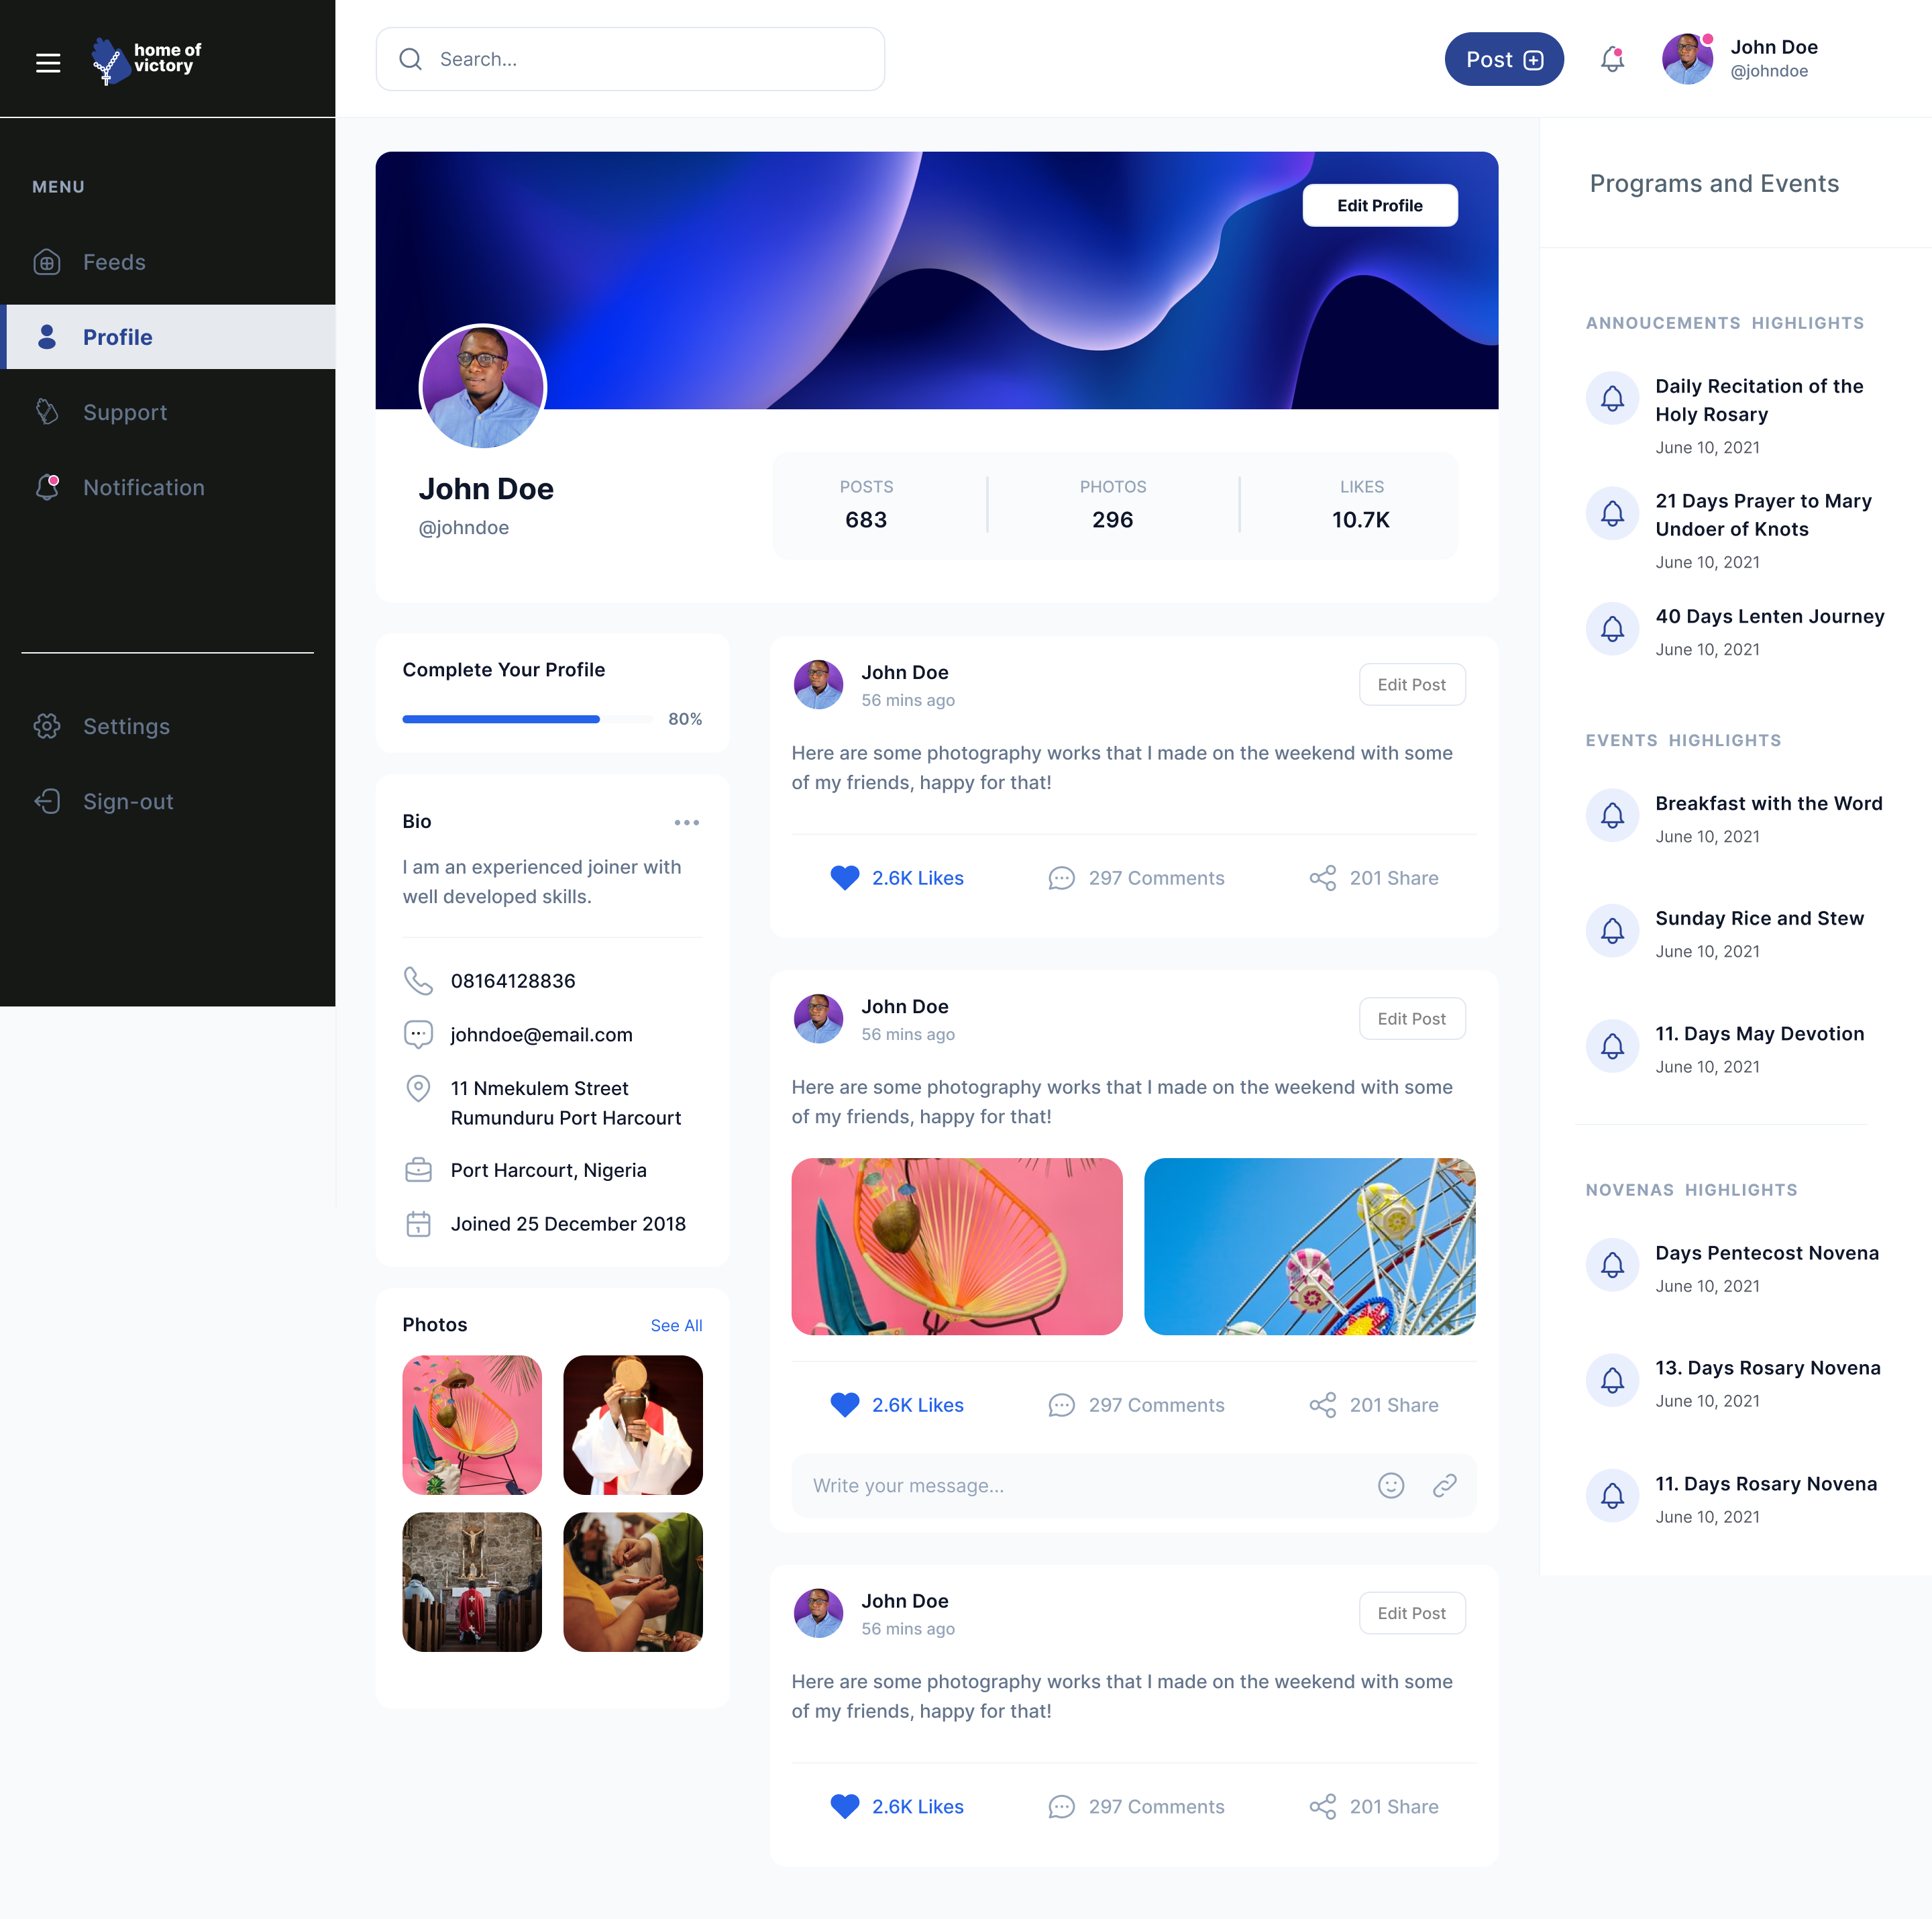 home of
victory
Search...
Post
John Doe
@johndoe
MENU
Feeds
Profile
Support
Notification
Settings
Sign-out
Edit Profile
John Doe
@johndoe
POSTS
683
PHOTOS
296
LIKES
10.7K
Complete Your Profile
80%
Bio
I am an experienced joiner with
well developed skills.
08164128836
johndoe@email.com
11 Nmekulem Street
Rumunduru Port Harcourt
Port Harcourt, Nigeria
Joined 25 December 2018
Photos
See All
John Doe
56 mins ago
Edit Post
Here are some photography works that I made on the weekend with some
of my friends, happy for that!
2.6K Likes
297 Comments
201 Share
John Doe
56 mins ago
Edit Post
Here are some photography works that I made on the weekend with some
of my friends, happy for that!
2.6K Likes
297 Comments
201 Share
Write your message...
John Doe
56 mins ago
Edit Post
Here are some photography works that I made on the weekend with some
of my friends, happy for that!
2.6K Likes
297 Comments
201 Share
Programs and Events
ANNOUCEMENTS HIGHLIGHTS
Daily Recitation of the
Holy Rosary
June 10, 2021
21 Days Prayer to Mary
Undoer of Knots
June 10, 2021
40 Days Lenten Journey
June 10, 2021
EVENTS HIGHLIGHTS
Breakfast with the Word
June 10, 2021
Sunday Rice and Stew
June 10, 2021
11. Days May Devotion
June 10, 2021
NOVENAS HIGHLIGHTS
Days Pentecost Novena
June 10, 2021
13. Days Rosary Novena
June 10, 2021
11. Days Rosary Novena
June 10, 2021